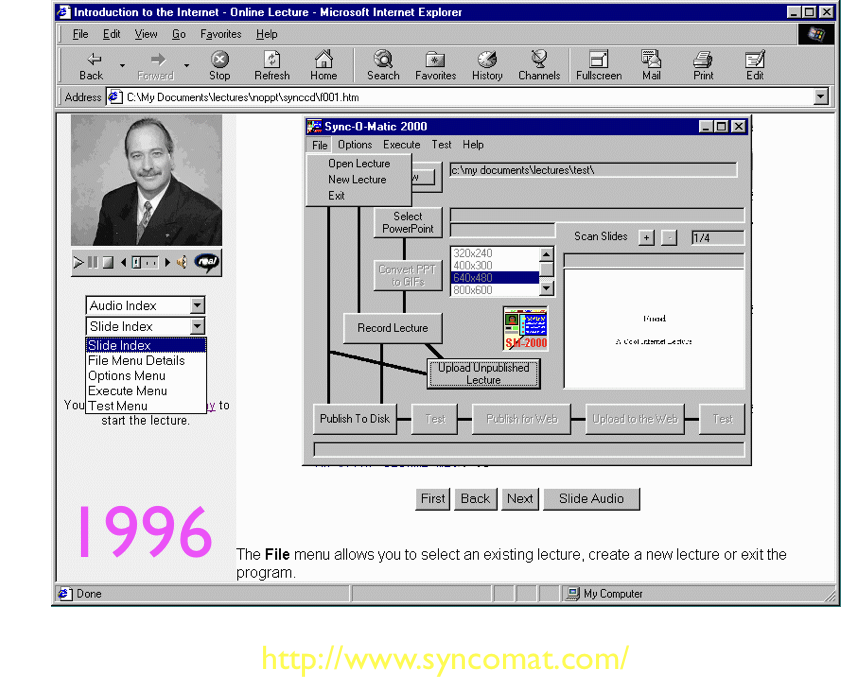 Introduction to the Internet - Online Lecture - Microsoft Internet Explorer
File Edit View Go Favorites Help
Back Forward Stop Refresh Home Search Favorites History Channels Fullscreen Mail Print Edit
Address C:\My Documents\lectures\noppt\synccd\f001.htm
Sync-O-Matic 2000
File Options Execute Test Help
Open Lecture
New Lecture
Exit
c:\my documents\lectures\test\
Select
PowerPoint
Scan Slides + - 1/4
Convert PPT
to GIFs
320x240
400x300
640x480
800x600
real
Audio Index
Slide Index
Slide Index
File Menu Details
Options Menu
Execute Menu
Test Menu
You to
start the lecture.
Record Lecture
SM-2000
A Cool Internet Lecture
Upload Unpublished
Lecture
Publish To Disk Test Publish for Web Upload to the Web Test
First Back Next Slide Audio
1996
The File menu allows you to select an existing lecture, create a new lecture or exit the
program.
Done My Computer
http://www.syncomat.com/